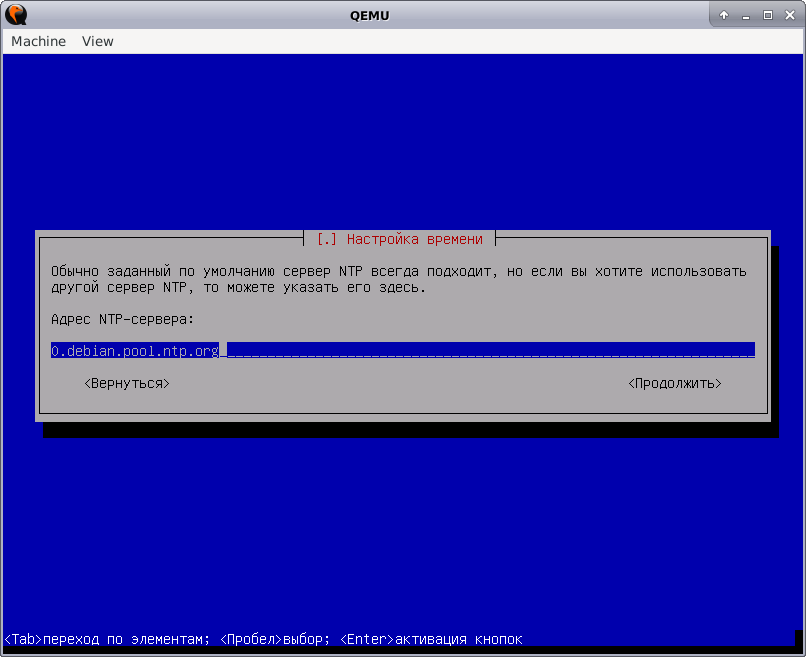 QEMU
Machine View
[.] Настройка времени
Обычно заданный по умолчанию сервер NTP всегда подходит, но если вы хотите использовать
другой сервер NTP, то можете указать его здесь.
Адрес NTP-сервера:
0.debian.pool.ntp.org
<Вернуться> <Продолжить>
<Tab>переход по элементам; <Пробел>выбор; <Enter>активация кнопок